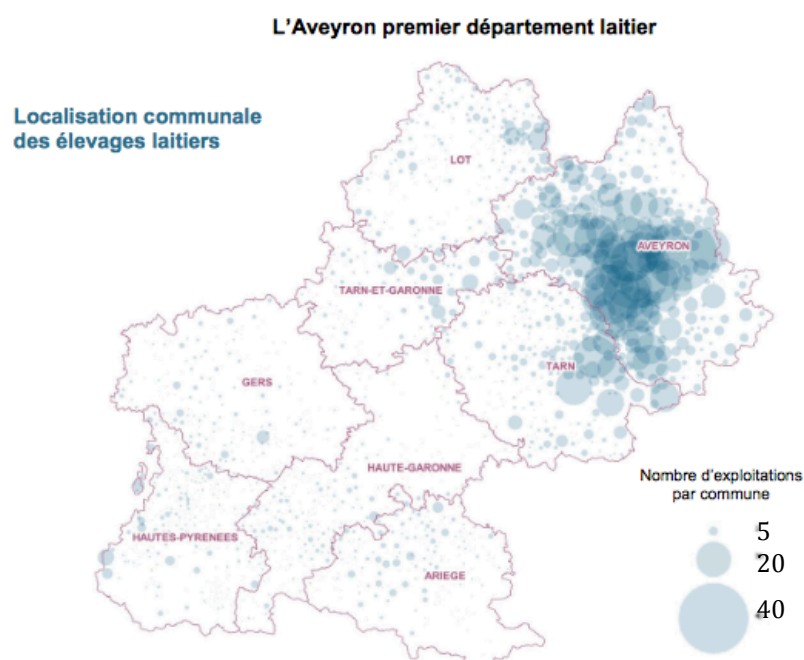 L'Aveyron premier département laitier
Localisation communale
des élevages laitiers
LOT
AVEYRON
TARN-ET-GARONNE
TARN
GERS
HAUTE-GARONNE
HAUTES-PYRENEES
ARIEGE
Nombre d'exploitations
par commune
5
20
40